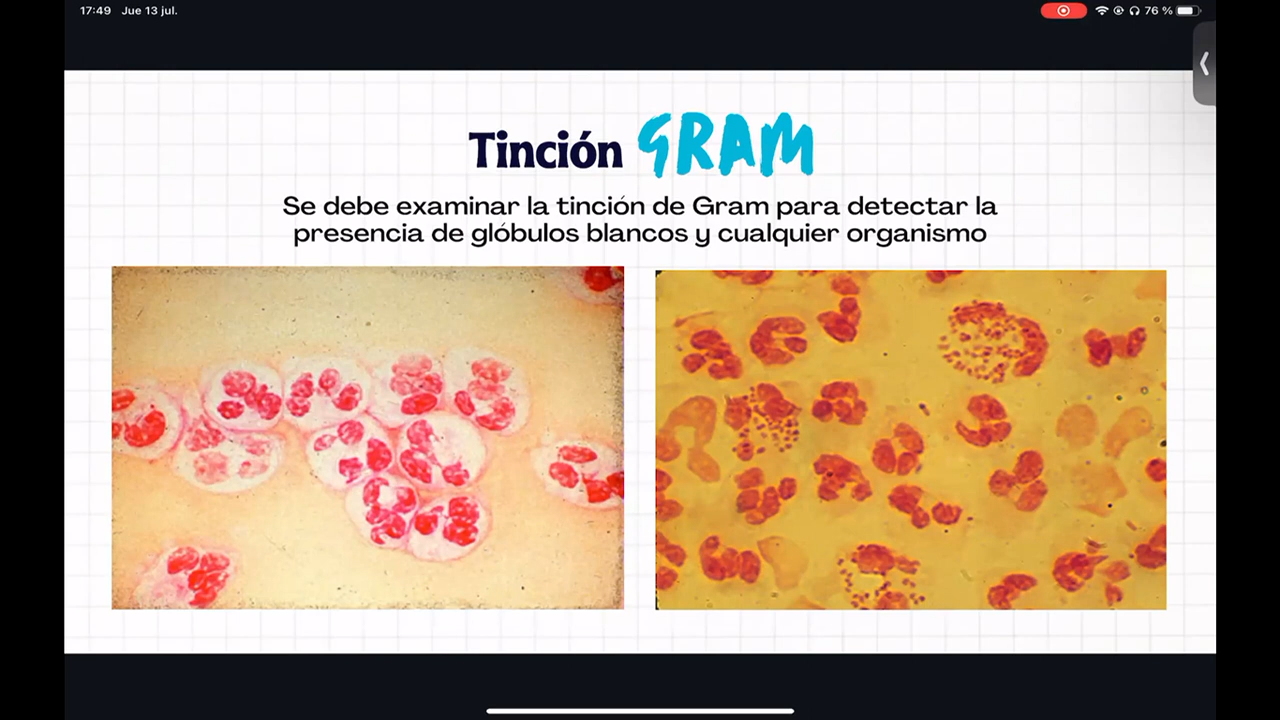 17:49 Jue 13 jul.
76 %
Tinción GRAM
Se debe examinar la tinción de Gram para detectar la
presencia de glóbulos blancos y cualquier organismo